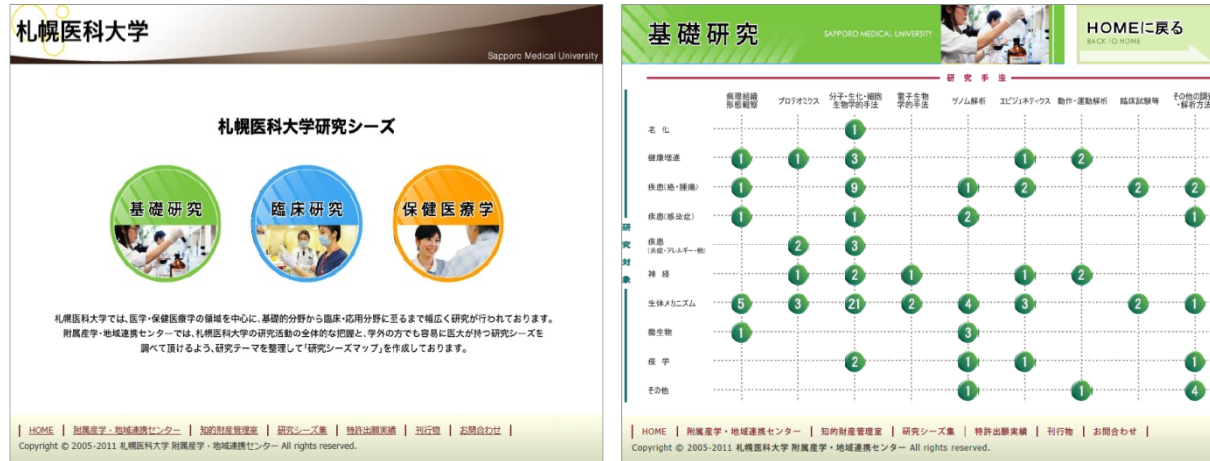 札幌医科大学
Sapporo Medical University
札幌医科大学研究シーズ
基礎研究
臨床研究
保健医療学
札幌医科大学では、医学・保健医療学の領域を中心に、基礎的分野から臨床・応用分野に至るまで幅広く研究が行われております。
附属産学・地域連携センターでは、札幌医科大学の研究活動の全体的な把握と、学外の方でも容易に医大が持つ研究シーズを
調べて頂けるよう、研究テーマを整理して「研究シーズマップ」を作成しております。
| HOME | 附属産学・地域連携センター | 知的財産管理室 | 研究シーズ集 | 特許出願実績 | 刊行物 | お問合わせ |
Copyright © 2005-2011 札幌医科大学 附属産学・地域連携センター All rights reserved.
基礎研究
SAPPORO MEDICAL UNIVERSITY
HOMEに戻る
BACK TO HOME
研究手法
病理組織形態観察 プロテオミクス 分子・生化・細胞生物学的手法 電子生物学的手法 ゲノム解析 エピジェネティクス 動作・運動解析 臨床試験等 その他の調査・解析方法
研究対象
老化 1
健康増進 1 1 3 1 2
疾患(癌・腫瘍) 1 9 1 2 2 2
疾患(感染症) 1 1 2 1
疾患(炎症・アレルギー・他) 2 3
神経 1 2 1 1 2
生体メカニズム 5 3 21 2 4 3 2 1
微生物 1 3
疫学 2 1 1 1
その他 1 1 4
| HOME | 附属産学・地域連携センター | 知的財産管理室 | 研究シーズ集 | 特許出願実績 | 刊行物 | お問合わせ |
Copyright © 2005-2011 札幌医科大学 附属産学・地域連携センター All rights reserved.